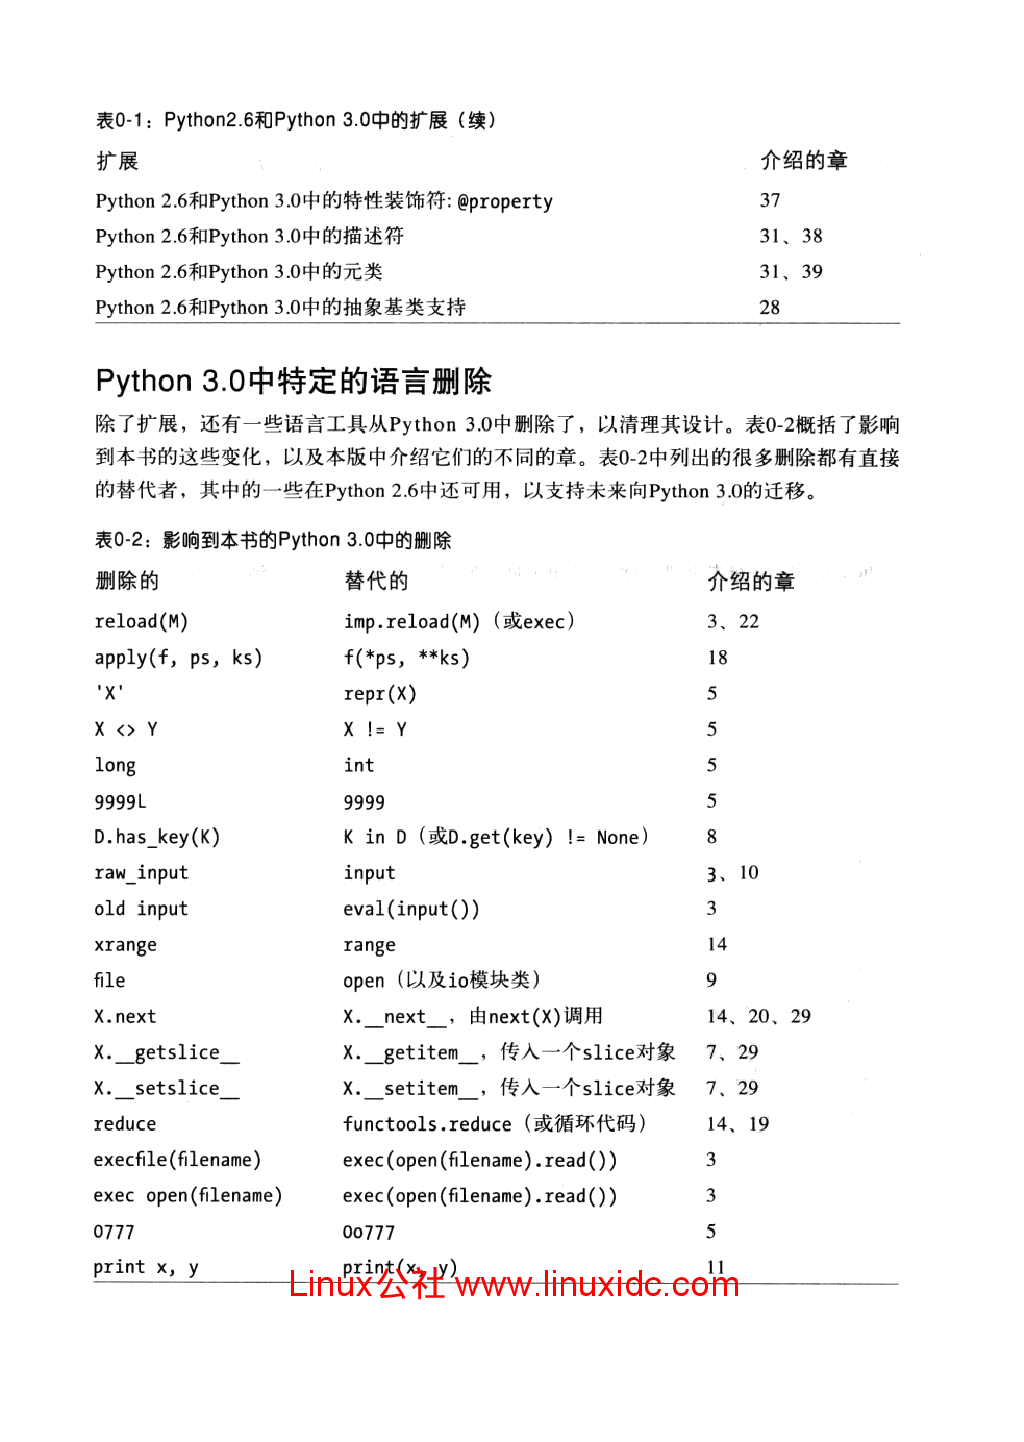 表0-1：Python2.6和Python 3.0中的扩展（续）
扩展 介绍的章
Python 2.6和Python 3.0中的特性装饰符: @property 37
Python 2.6和Python 3.0中的描述符 31、38
Python 2.6和Python 3.0中的元类 31、39
Python 2.6和Python 3.0中的抽象基类支持 28
Python 3.0中特定的语言删除
除了扩展，还有一些语言工具从Python 3.0中删除了，以清理其设计。表0-2概括了影响
到本书的这些变化，以及本版中介绍它们的不同的章。表0-2中列出的很多删除都有直接
的替代者，其中的一些在Python 2.6中还可用，以支持未来向Python 3.0的迁移。
表0-2：影响到本书的Python 3.0中的删除
删除的 替代的 介绍的章
reload(M) imp.reload(M)（或exec） 3、22
apply(f, ps, ks) f(*ps, **ks) 18
'X' repr(X) 5
X <> Y X != Y 5
long int 5
9999L 9999 5
D.has_key(K) K in D（或D.get(key) != None） 8
raw_input input 3、10
old input eval(input()) 3
xrange range 14
file open（以及io模块类） 9
X.next X.__next__，由next(X)调用 14、20、29
X.__getslice__ X.__getitem__，传入一个slice对象 7、29
X.__setslice__ X.__setitem__，传入一个slice对象 7、29
reduce functools.reduce（或循环代码） 14、19
execfile(filename) exec(open(filename).read()) 3
exec open(filename) exec(open(filename).read()) 3
0777 0o777 5
print x, y print(x, y) 11
Linux公社 www.linuxidc.com